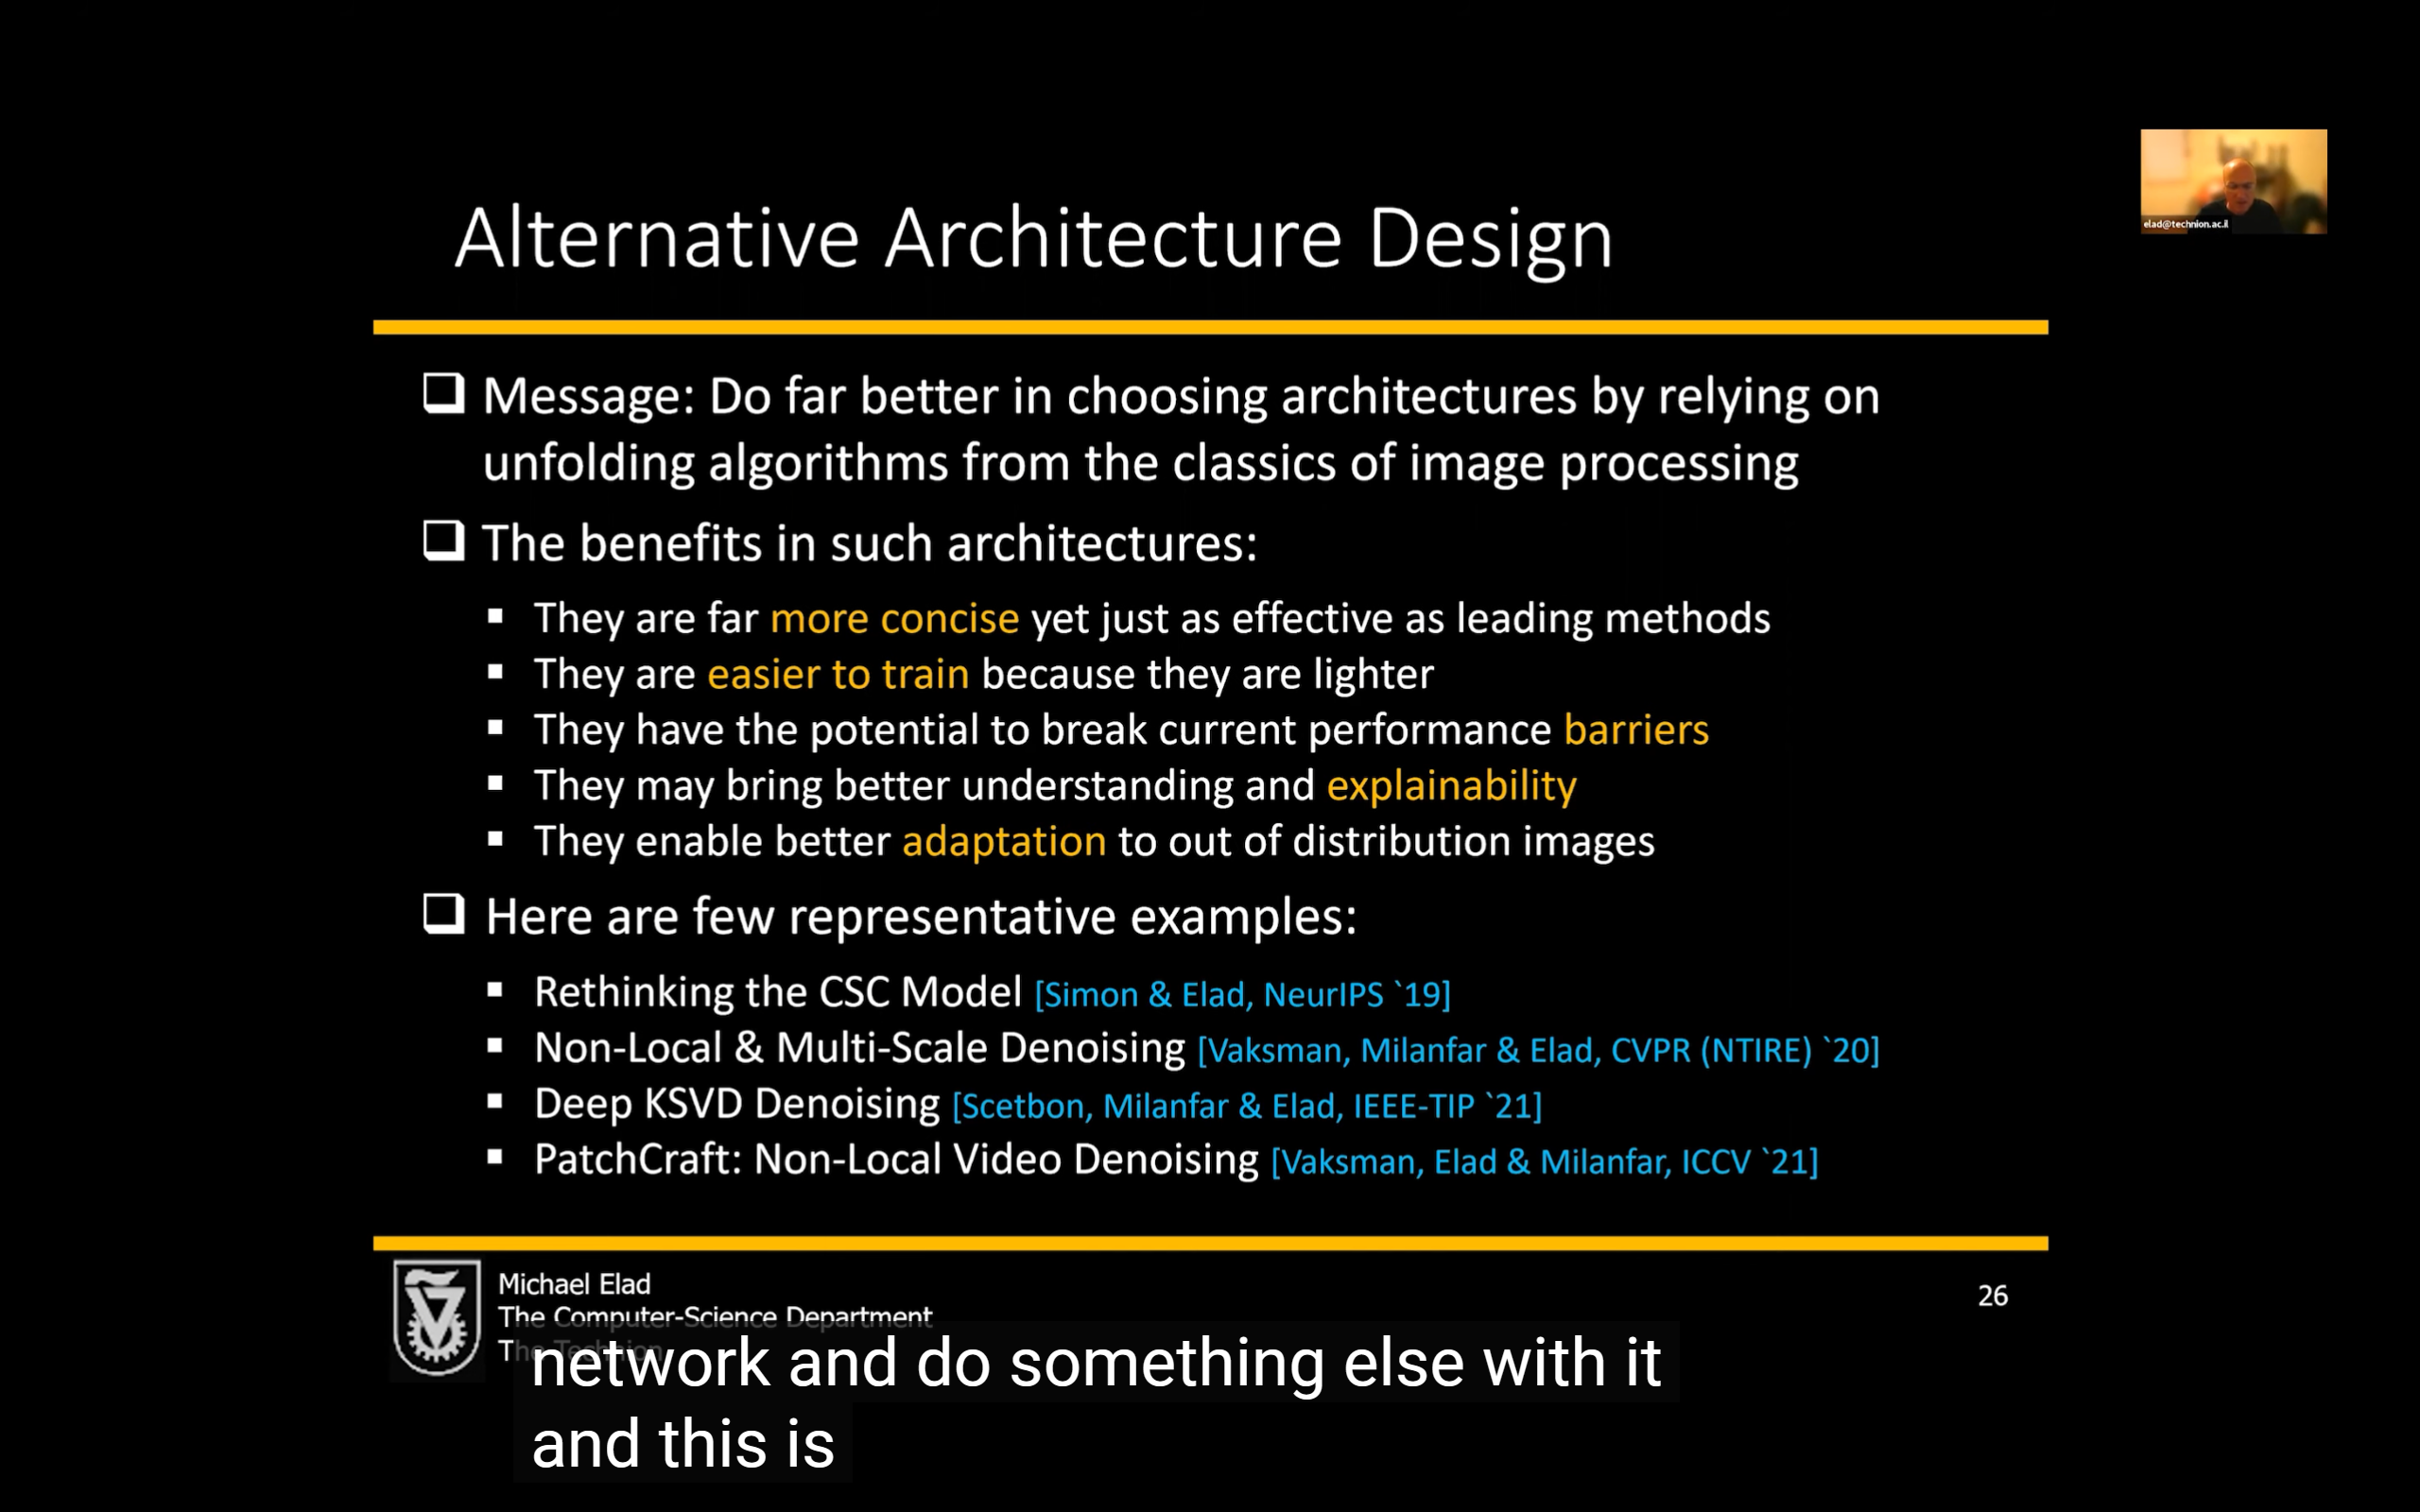 elad@technion.ac.il
Alternative Architecture Design
Message: Do far better in choosing architectures by relying on
unfolding algorithms from the classics of image processing
The benefits in such architectures:
They are far more concise yet just as effective as leading methods
They are easier to train because they are lighter
They have the potential to break current performance barriers
They may bring better understanding and explainability
They enable better adaptation to out of distribution images
Here are few representative examples:
Rethinking the CSC Model [Simon & Elad, NeurIPS `19]
Non-Local & Multi-Scale Denoising [Vaksman, Milanfar & Elad, CVPR (NTIRE) `20]
Deep KSVD Denoising [Scetbon, Milanfar & Elad, IEEE-TIP `21]
PatchCraft: Non-Local Video Denoising [Vaksman, Elad & Milanfar, ICCV `21]
Michael Elad
The Computer-Science Department
The Technion
26
network and do something else with it
and this is